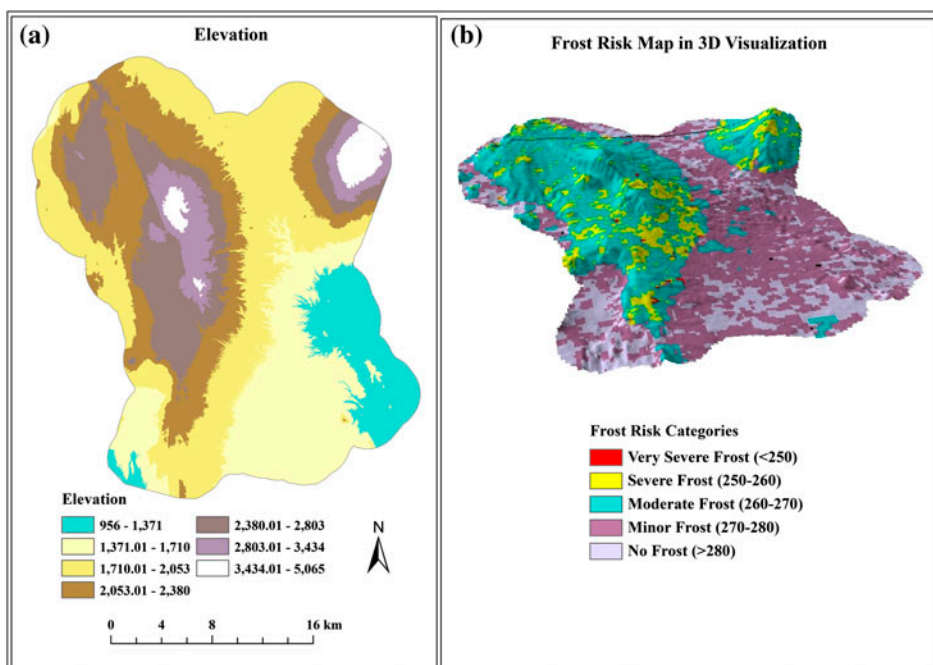 (a)
Elevation
Elevation
956 - 1,371
1,371.01 - 1,710
1,710.01 - 2,053
2,053.01 - 2,380
2,380.01 - 2,803
2,803.01 - 3,434
3,434.01 - 5,065
N
0 4 8 16 km
(b)
Frost Risk Map in 3D Visualization
Frost Risk Categories
Very Severe Frost (<250)
Severe Frost (250-260)
Moderate Frost (260-270)
Minor Frost (270-280)
No Frost (>280)